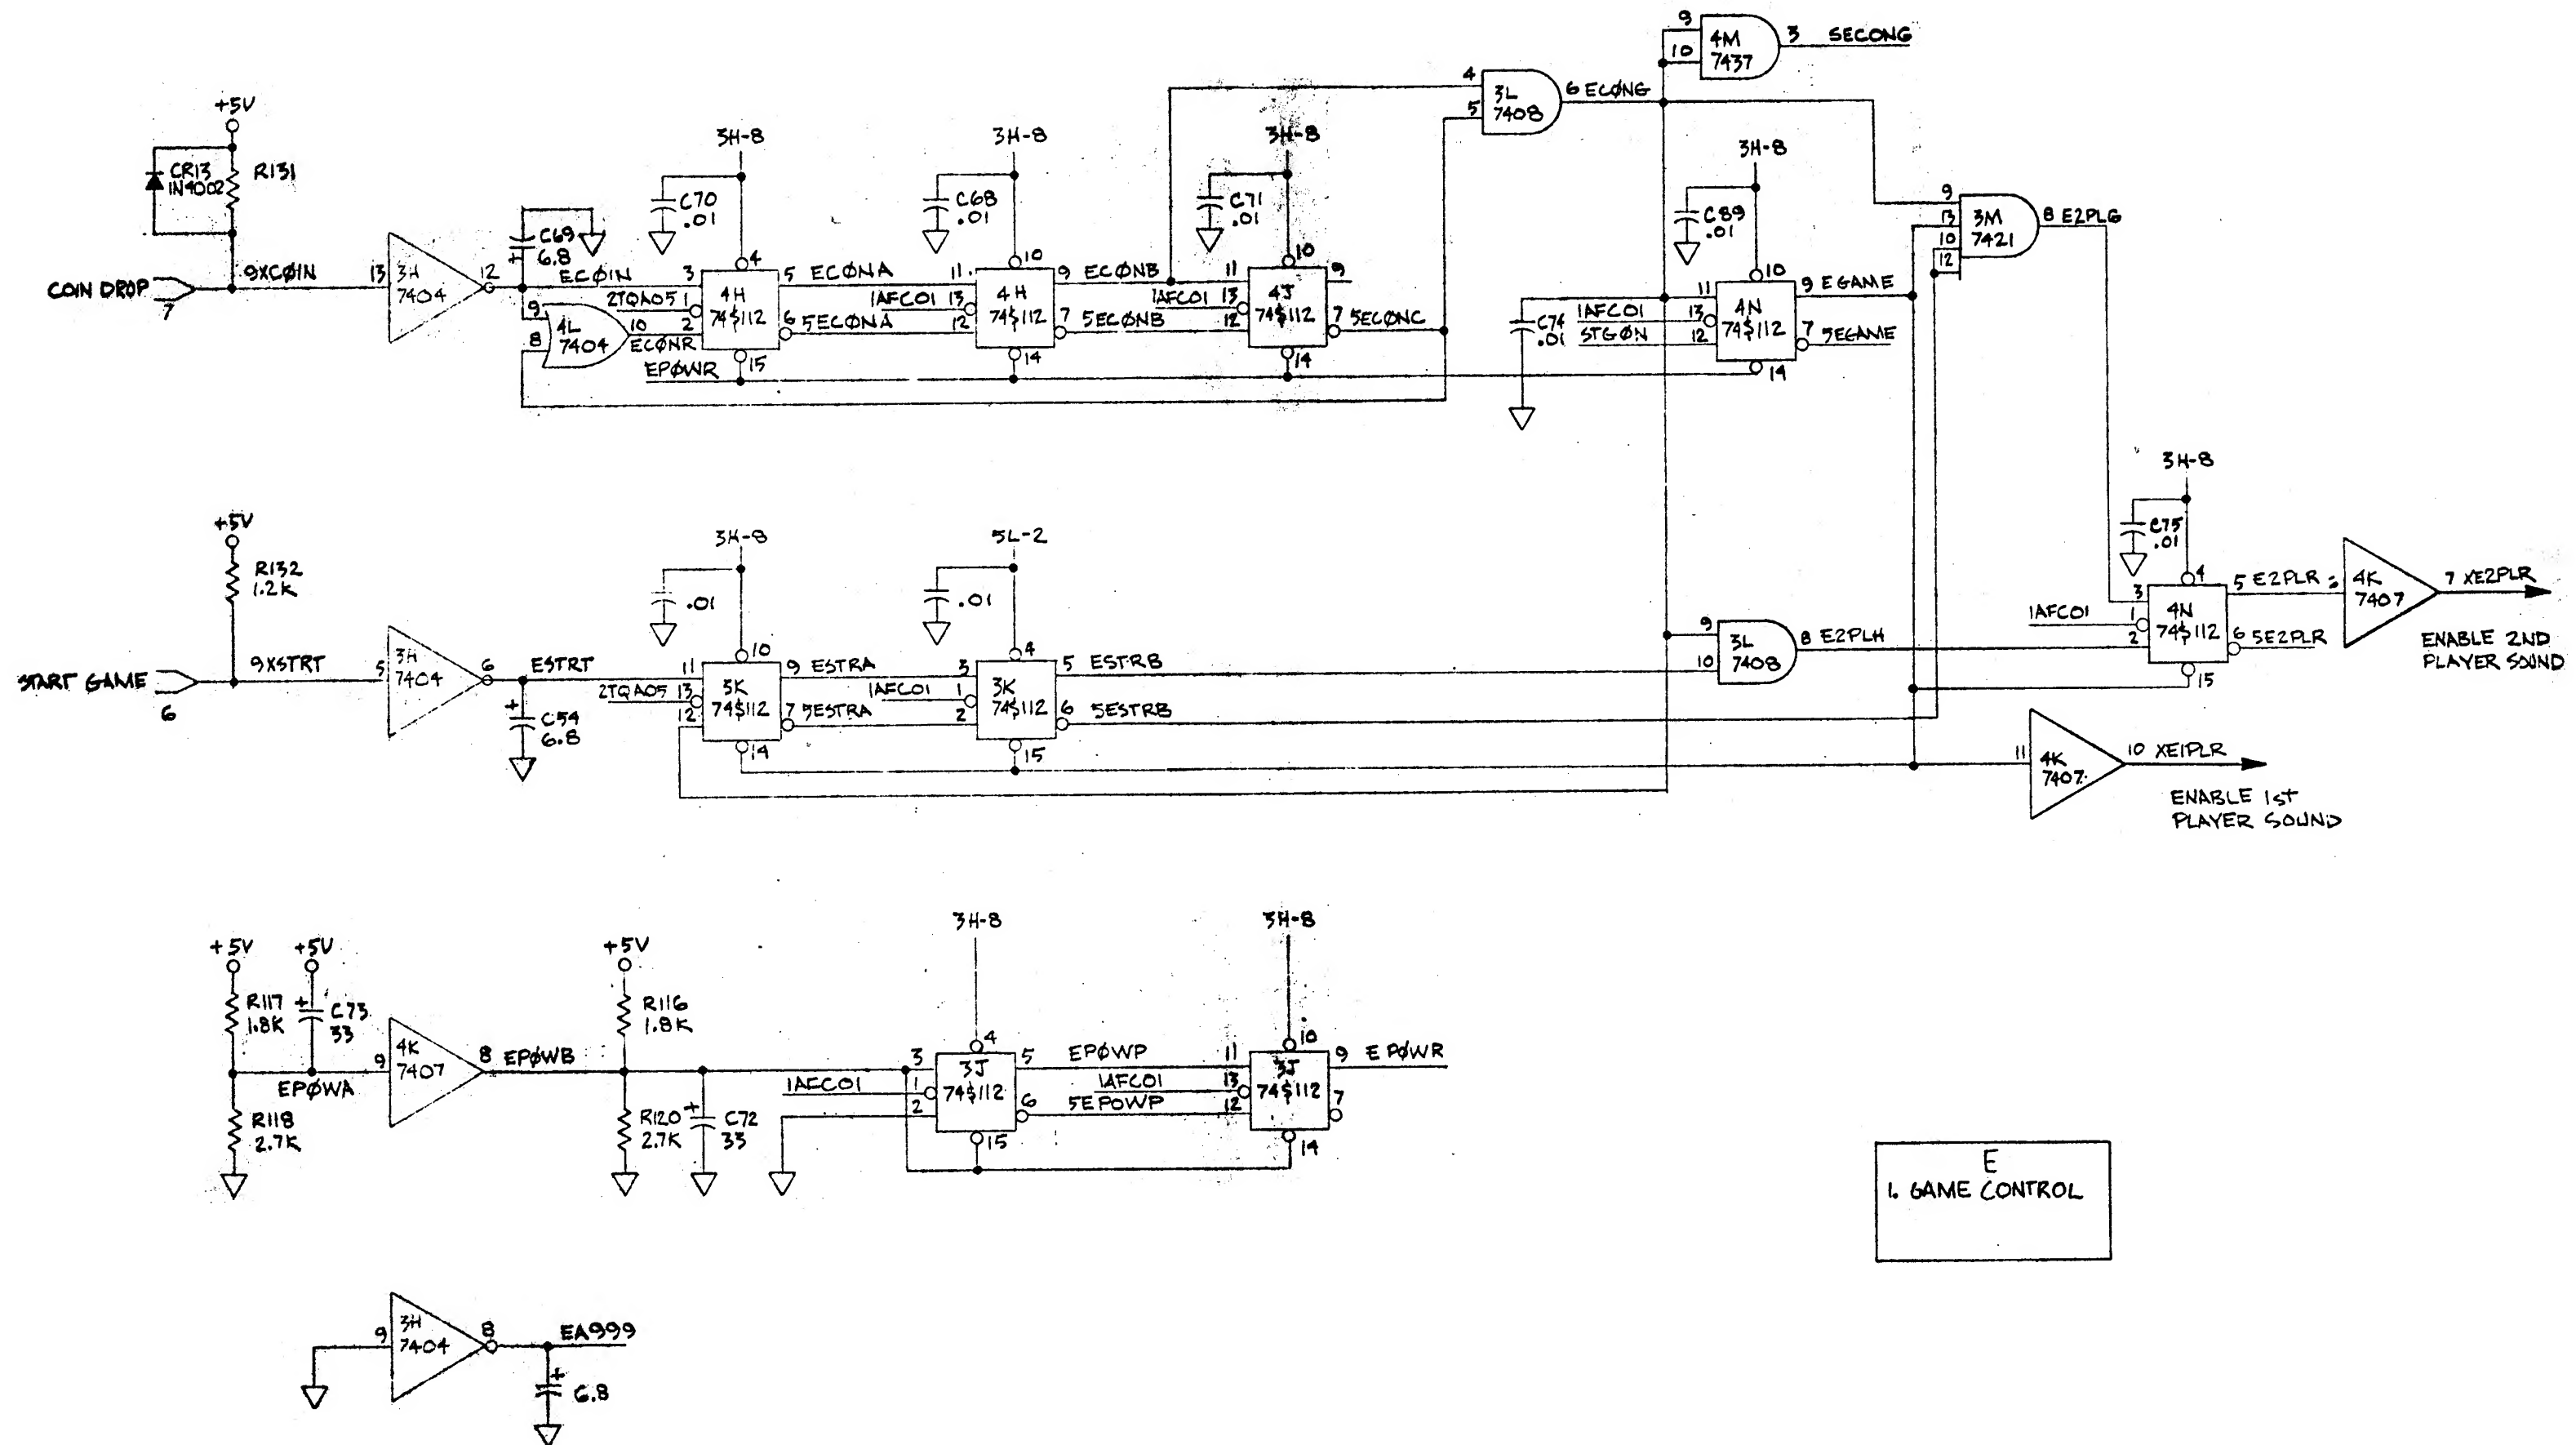 9
4M
7437
10
3 SECONG
4
3L
7408
5
6 ECØNG
+5V
CR13
1N4002
R131
3H-8
3H-8
3H-8
3H-8
C70
.01
C68
.01
C71
.01
C89
.01
9
13
10
12
3M
7421
8 E2PLG
COIN DROP
7
9XCØIN
13
3H
7404
12
C69
6.8
+
ECØIN
3
2TQA05
1
2
4
4H
74S112
5 ECØNA
6
5ECØNA
15
9
8
4L
7404
10
ECØNR
EPØWR
11
1AFC01
13
12
10
4H
74S112
9 ECØNB
7
5ECØNB
14
11
1AFC01
13
12
10
4J
74S112
9
7 5ECØNC
14
C74
.01
11
1AFC01
13
STGØN
12
10
4N
74S112
9 EGAME
7
5EGAME
14
+5V
R132
1.2K
START GAME
6
9XSTRT
5
3H
7404
6
ESTRT
+
C54
6.8
3H-8
.01
5L-2
.01
11
2TQA05
13
2
10
3K
74S112
9 ESTRA
7 5ESTRA
14
3
1AFC01
1
2
4
3K
74S112
5 ESTRB
6 5ESTRB
15
9
10
3L
7408
8 E2PLH
3H-8
C75
.01
3
1AFC01
1
2
4
4N
74S112
5 E2PLR
6 5E2PLR
15
4K
7407
7 XE2PLR
ENABLE 2ND
PLAYER SOUND
11
4K
7407
10 XE1PLR
ENABLE 1st
PLAYER SOUND
+5V
+5V
R117
1.8K
+
C73
33
EPØWA
R118
2.7K
9
4K
7407
8 EPØWB
+5V
R116
1.8K
R120
2.7K
+
C72
33
3H-8
3H-8
3
1AFC01
1
2
4
3J
74S112
5
EPØWP
6
5EPOWP
15
11
1AFC01
13
12
10
3J
74S112
9 EPØWR
7
14
E
1. GAME CONTROL
9
3H
7404
8
EA999
+
6.8